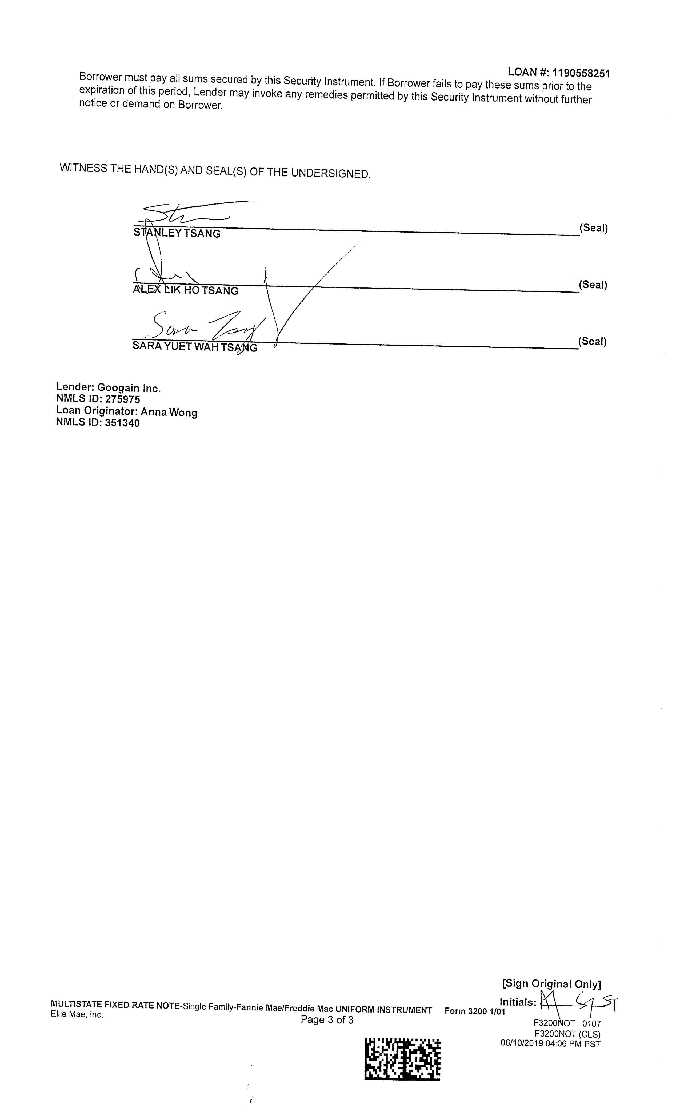 LOAN #: 1190558251
Borrower must pay all sums secured by this Security Instrument. If Borrower fails to pay these sums prior to the
expiration of this period, Lender may invoke any remedies permitted by this Security Instrument without further
notice or demand on Borrower.
WITNESS THE HAND(S) AND SEAL(S) OF THE UNDERSIGNED.
(Seal)
STANLEY TSANG
(Seal)
ALEX LIK HO TSANG
Sara Tsang
(Seal)
SARA YUET WAH TSANG
Lender: Googain Inc.
NMLS ID: 275975
Loan Originator: Anna Wong
NMLS ID: 351340
[Sign Original Only]
MULTISTATE FIXED RATE NOTE-Single Family-Fannie Mae/Freddie Mac UNIFORM INSTRUMENT Form 3200 1/01
Initials:
Ellie Mae, Inc.
Page 3 of 3
F3200NOT 0107
F3200NOT (CLS)
06/10/2019 04:06 PM PST